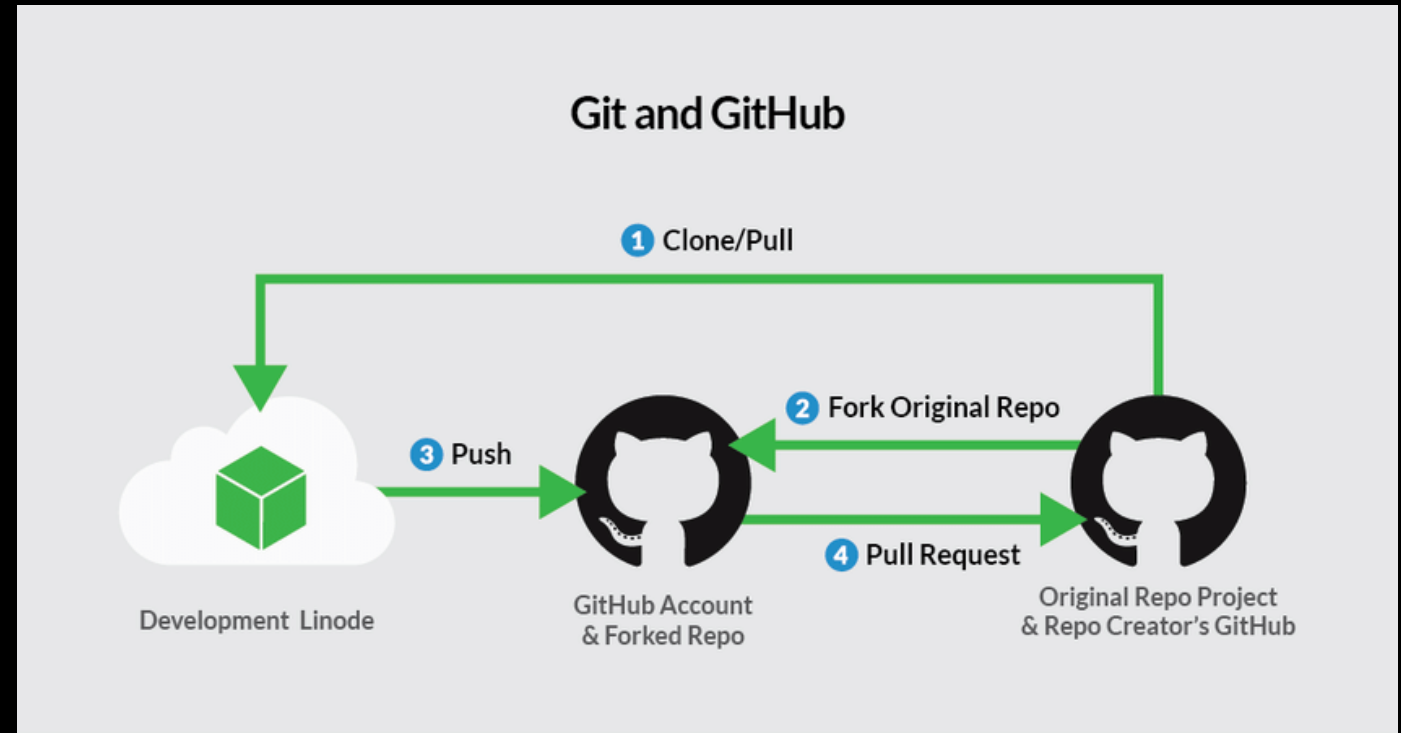 Git and GitHub
1 Clone/Pull
2 Fork Original Repo
3 Push
4 Pull Request
Development Linode
GitHub Account
& Forked Repo
Original Repo Project
& Repo Creator’s GitHub